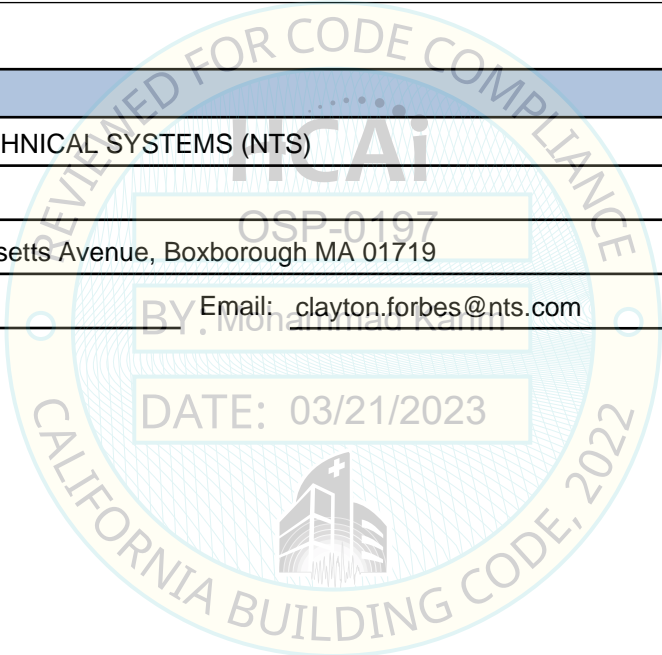 REVIEWED FOR CODE COMPLIANCE
HCAi
HNICAL SYSTEMS (NTS)
OSP-0197
setts Avenue, Boxborough MA 01719
Email: clayton.forbes@nts.com
BY: Mohammad Karim
DATE: 03/21/2023
CALIFORNIA BUILDING CODE, 2022